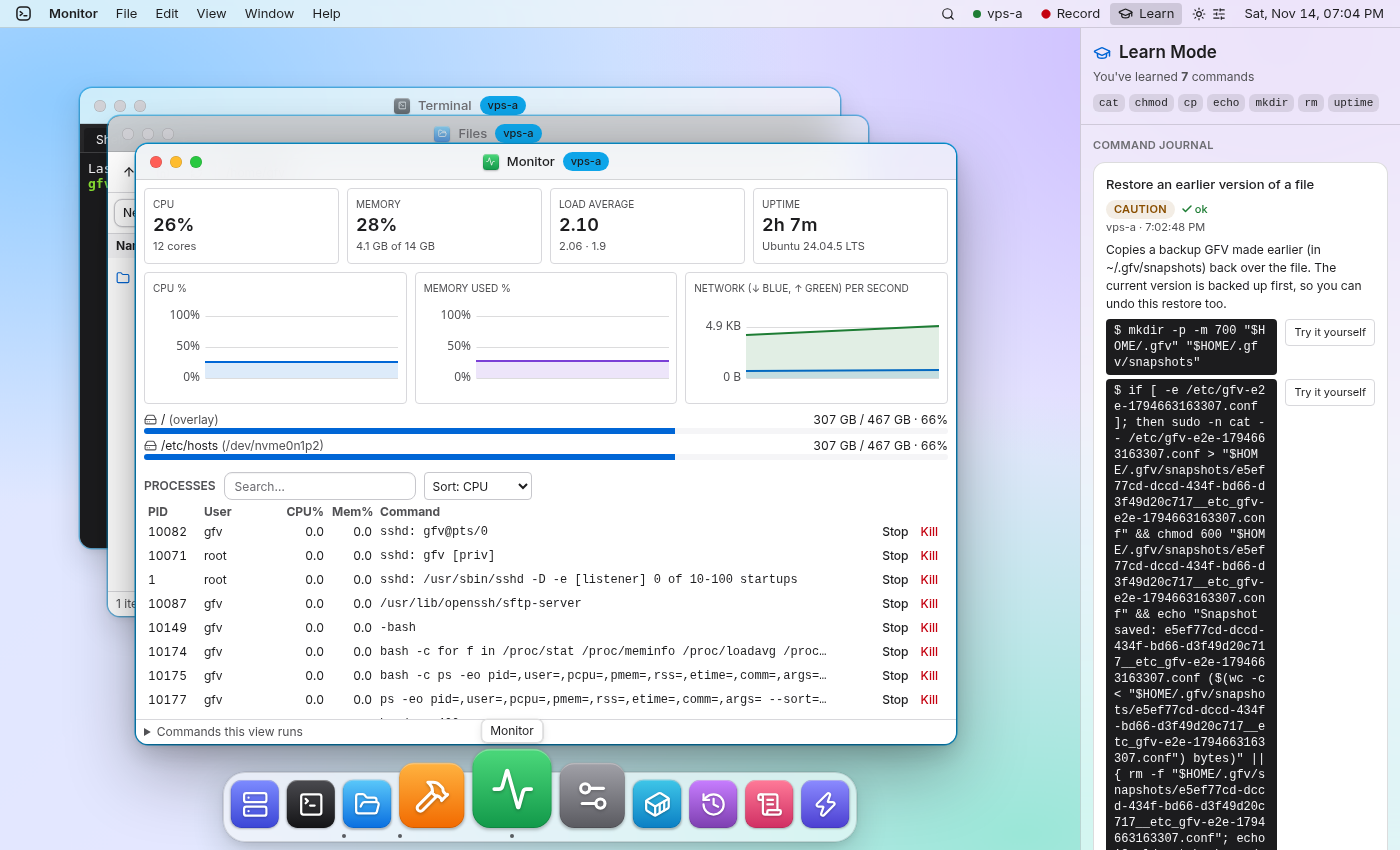 Monitor File Edit View Window Help
vps-a Record Learn Sat, Nov 14, 07:04 PM
Terminal vps-a
Files vps-a
Monitor vps-a
CPU
26%
12 cores
MEMORY
28%
4.1 GB of 14 GB
LOAD AVERAGE
2.10
2.06 · 1.9
UPTIME
2h 7m
Ubuntu 24.04.5 LTS
CPU %
100%
50%
0%
MEMORY USED %
100%
50%
0%
NETWORK (↓ BLUE, ↑ GREEN) PER SECOND
4.9 KB
0 B
/ (overlay) 307 GB / 467 GB · 66%
/etc/hosts (/dev/nvme0n1p2) 307 GB / 467 GB · 66%
PROCESSES Search... Sort: CPU
PID User CPU% Mem% Command
10082 gfv 0.0 0.0 sshd: gfv@pts/0 Stop Kill
10071 root 0.0 0.0 sshd: gfv [priv] Stop Kill
1 root 0.0 0.0 sshd: /usr/sbin/sshd -D -e [listener] 0 of 10-100 startups Stop Kill
10087 gfv 0.0 0.0 /usr/lib/openssh/sftp-server Stop Kill
10149 gfv 0.0 0.0 -bash Stop Kill
10174 gfv 0.0 0.0 bash -c for f in /proc/stat /proc/meminfo /proc/loadavg /proc… Stop Kill
10175 gfv 0.0 0.0 bash -c ps -eo pid=,user=,pcpu=,pmem=,rss=,etime=,comm=,args=… Stop Kill
10177 gfv 0.0 0.0 ps -eo pid=,user=,pcpu=,pmem=,rss=,etime=,comm=,args= --sort=… Stop Kill
Commands this view runs
Monitor
Learn Mode
You've learned 7 commands
cat chmod cp echo mkdir rm uptime
COMMAND JOURNAL
Restore an earlier version of a file
CAUTION ok
vps-a · 7:02:48 PM
Copies a backup GFV made earlier (in
~/.gfv/snapshots) back over the file. The
current version is backed up first, so you can
undo this restore too.
$ mkdir -p -m 700 "$H
OME/.gfv" "$HOME/.gf
v/snapshots"
Try it yourself
$ if [ -e /etc/gfv-e2
e-1794663163307.conf
]; then sudo -n cat -
- /etc/gfv-e2e-179466
3163307.conf > "$HOM
E/.gfv/snapshots/e5ef
77cd-dccd-434f-bd66-d
3f49d20c717__etc_gfv-
e2e-1794663163307.con
f" && chmod 600 "$HOM
E/.gfv/snapshots/e5ef
77cd-dccd-434f-bd66-d
3f49d20c717__etc_gfv-
e2e-1794663163307.con
f" && echo "Snapshot
saved: e5ef77cd-dccd-
434f-bd66-d3f49d20c71
7__etc_gfv-e2e-179466
3163307.conf ($(wc -c
< "$HOME/.gfv/snapsho
ts/e5ef77cd-dccd-434f
-bd66-d3f49d20c717__e
tc_gfv-e2e-1794663163
307.conf") bytes)" ||
{ rm -f "$HOME/.gfv/s
napshots/e5ef77cd-dcc
d-434f-bd66-d3f49d20c
717__etc_gfv-e2e-1794
663163307.conf"; echo
Try it yourself